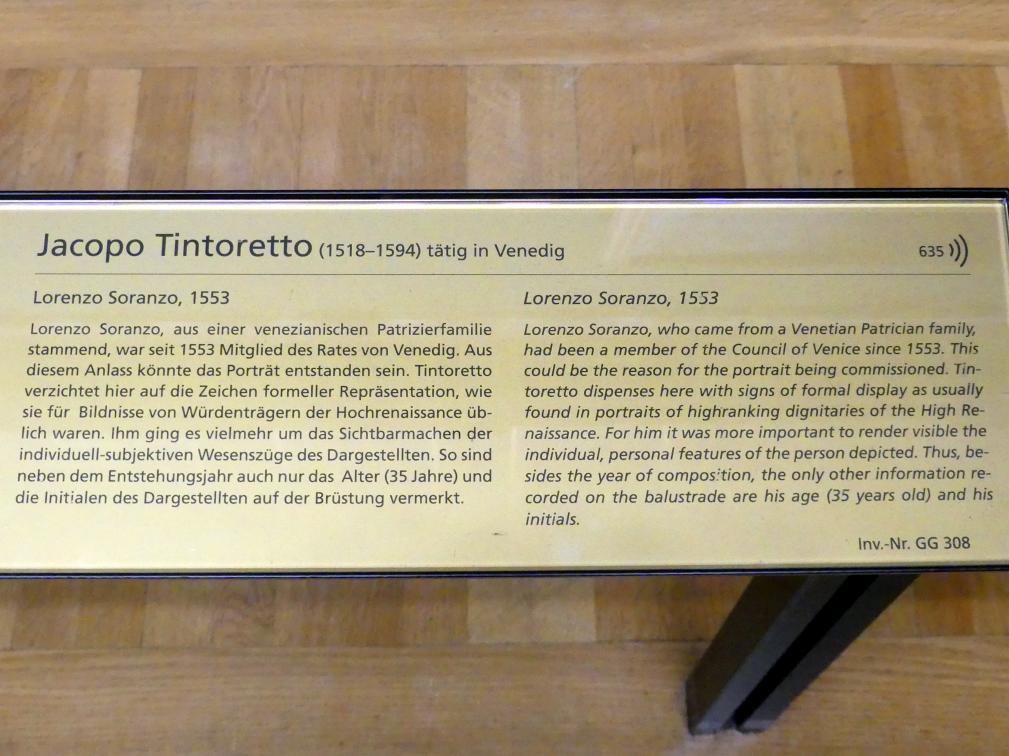 Jacopo Tintoretto (1518–1594) tätig in Venedig
635
Lorenzo Soranzo, 1553
Lorenzo Soranzo, aus einer venezianischen Patrizierfamilie
stammend, war seit 1553 Mitglied des Rates von Venedig. Aus
diesem Anlass könnte das Porträt entstanden sein. Tintoretto
verzichtet hier auf die Zeichen formeller Repräsentation, wie
sie für Bildnisse von Würdenträgern der Hochrenaissance üb-
lich waren. Ihm ging es vielmehr um das Sichtbarmachen der
individuell-subjektiven Wesenszüge des Dargestellten. So sind
neben dem Entstehungsjahr auch nur das Alter (35 Jahre) und
die Initialen des Dargestellten auf der Brüstung vermerkt.
Lorenzo Soranzo, 1553
Lorenzo Soranzo, who came from a Venetian Patrician family,
had been a member of the Council of Venice since 1553. This
could be the reason for the portrait being commissioned. Tin-
toretto dispenses here with signs of formal display as usually
found in portraits of highranking dignitaries of the High Re-
naissance. For him it was more important to render visible the
individual, personal features of the person depicted. Thus, be-
sides the year of composition, the only other information re-
corded on the balustrade are his age (35 years old) and his
initials.
Inv.-Nr. GG 308